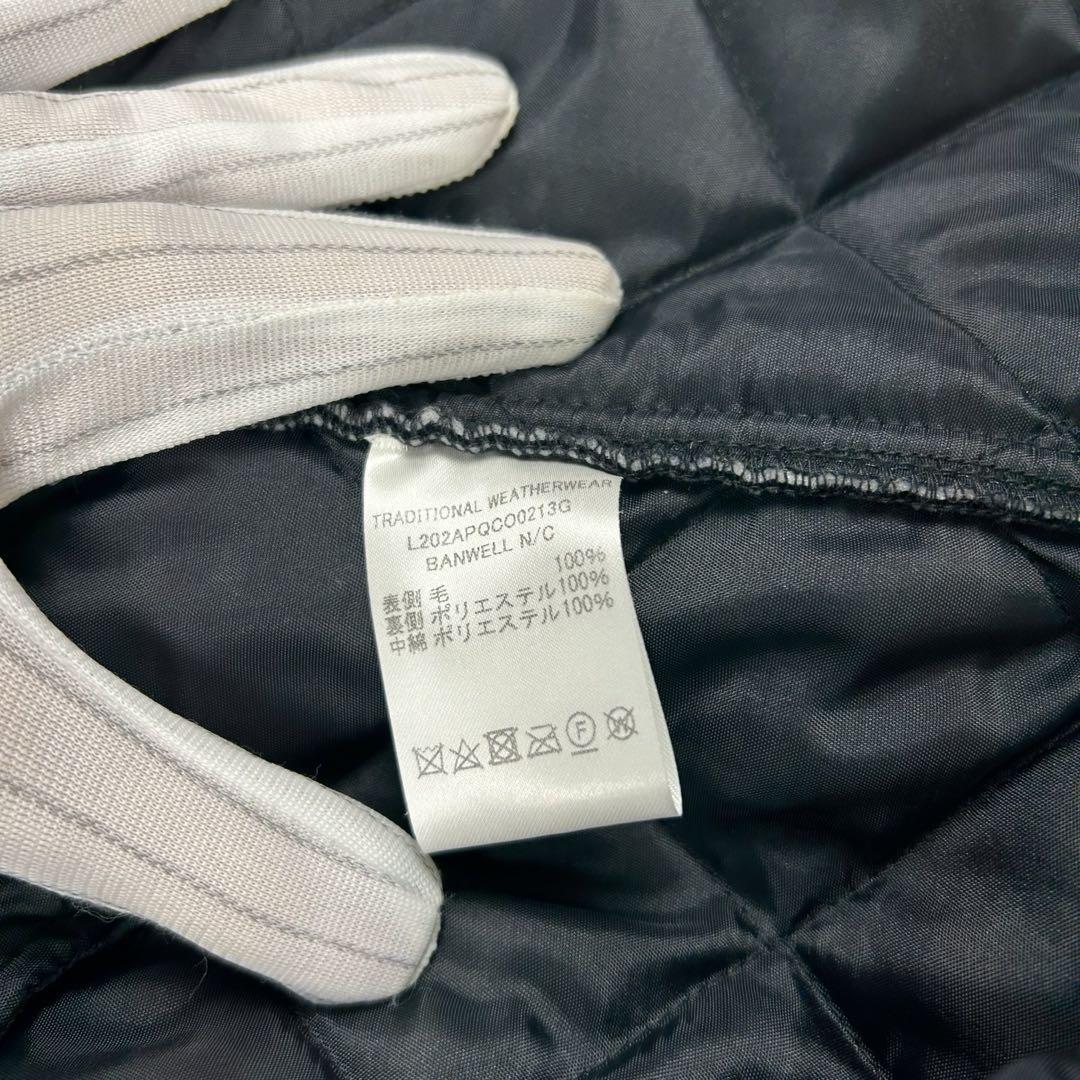 TRADITIONAL WEATHERWEAR
L202APQCO0213G
BANWELL N/C
表側 毛 100%
裏側 ポリエステル100%
中綿 ポリエステル100%
F
W